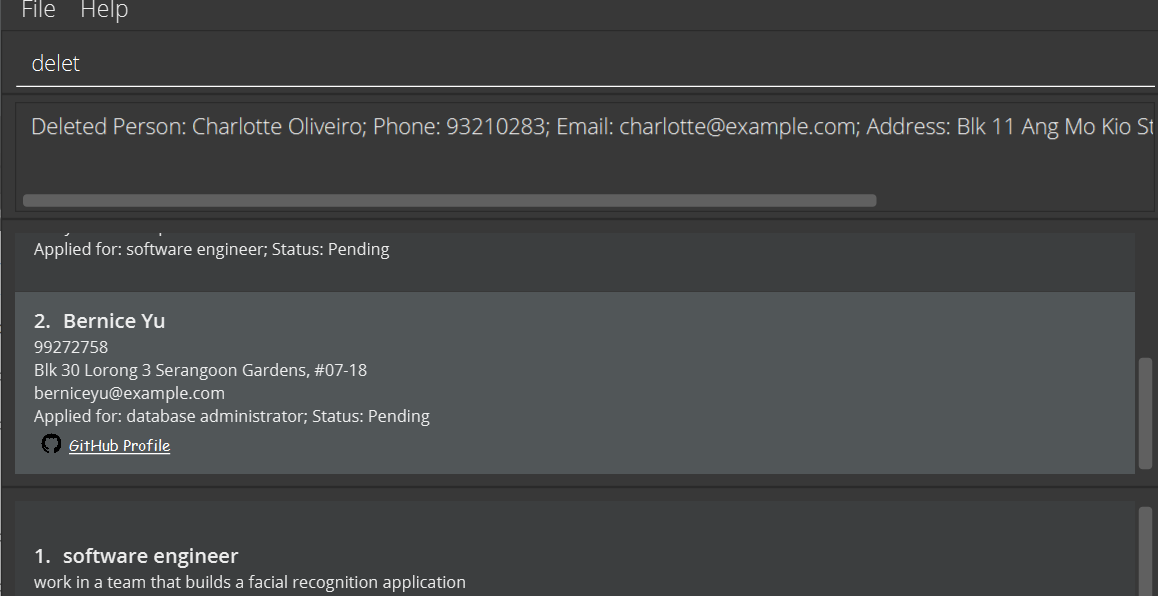 File Help
delet
Deleted Person: Charlotte Oliveiro; Phone: 93210283; Email: charlotte@example.com; Address: Blk 11 Ang Mo Kio St
Applied for: software engineer; Status: Pending
2. Bernice Yu
99272758
Blk 30 Lorong 3 Serangoon Gardens, #07-18
berniceyu@example.com
Applied for: database administrator; Status: Pending
GitHub Profile
1. software engineer
work in a team that builds a facial recognition application